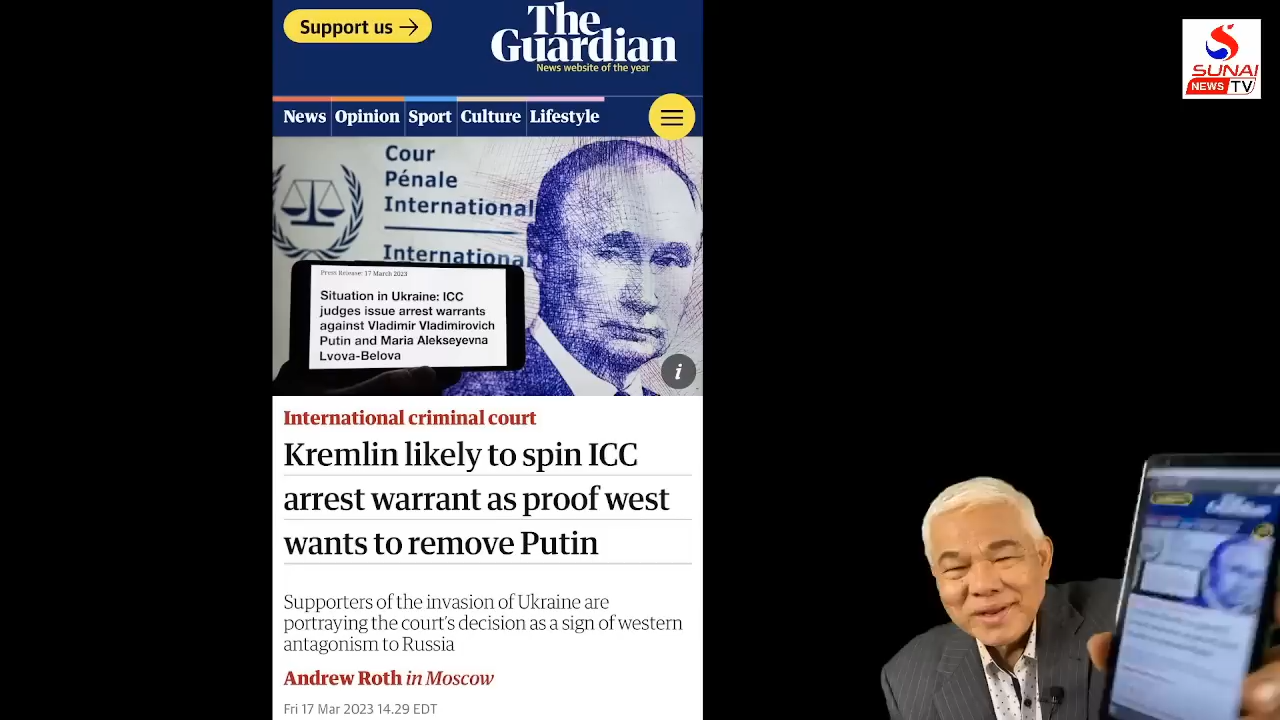 Support us →
The
Guardian
News website of the year
News
Opinion
Sport
Culture
Lifestyle
Cour
Pénale
International
International
Press Release: 17 March 2023
Situation in Ukraine: ICC
judges issue arrest warrants
against Vladimir Vladimirovich
Putin and Maria Alekseyevna
Lvova-Belova
i
International criminal court
Kremlin likely to spin ICC
arrest warrant as proof west
wants to remove Putin
Supporters of the invasion of Ukraine are
portraying the court's decision as a sign of western
antagonism to Russia
Andrew Roth in Moscow
Fri 17 Mar 2023 14.29 EDT
SUNAI
NEWS TV